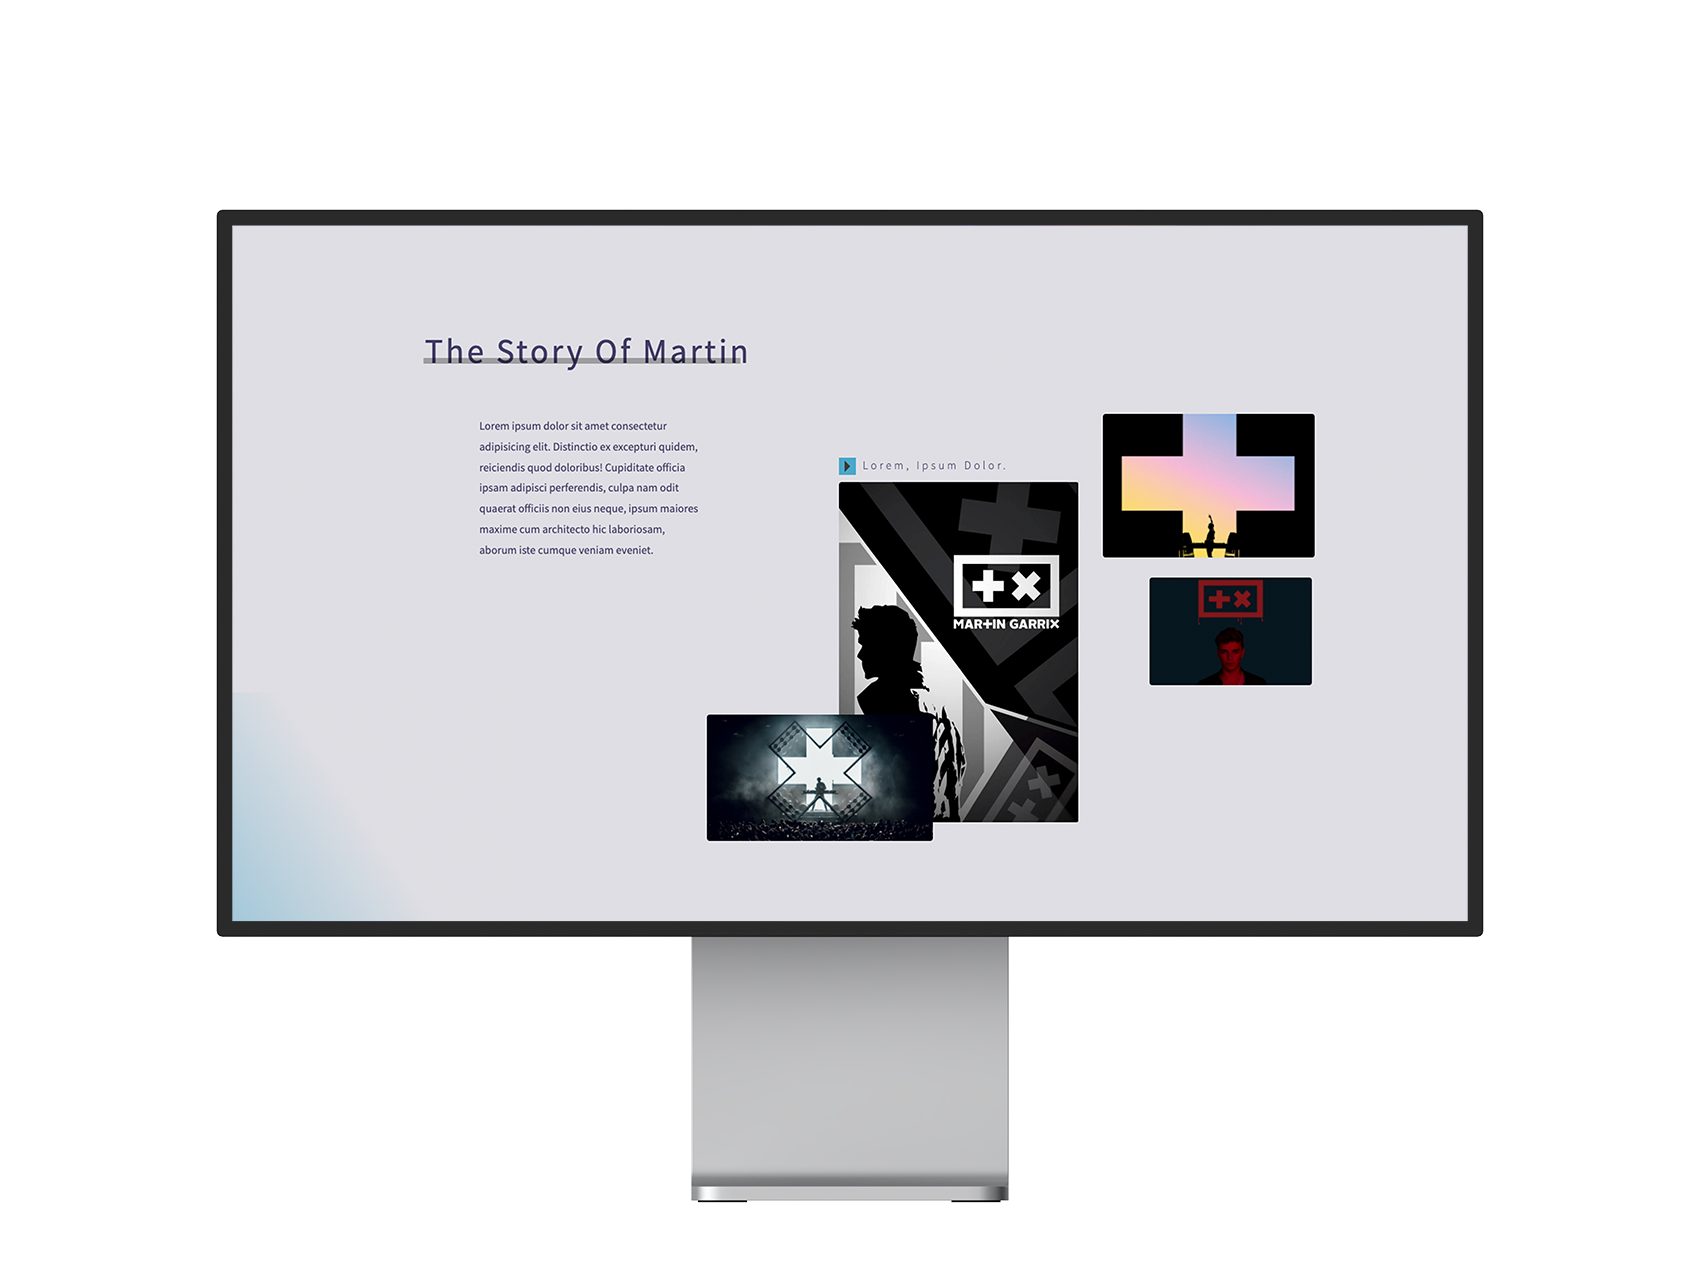 The Story Of Martin
Lorem ipsum dolor sit amet consectetur
adipisicing elit. Distinctio ex excepturi quidem,
reiciendis quod doloribus! Cupiditate officia
ipsam adipisci perferendis, culpa nam odit
quaerat officiis non eius neque, ipsum maiores
maxime cum architecto hic laboriosam,
aborum iste cumque veniam eveniet.
Lorem, Ipsum Dolor.
MAR+IN GARRIX